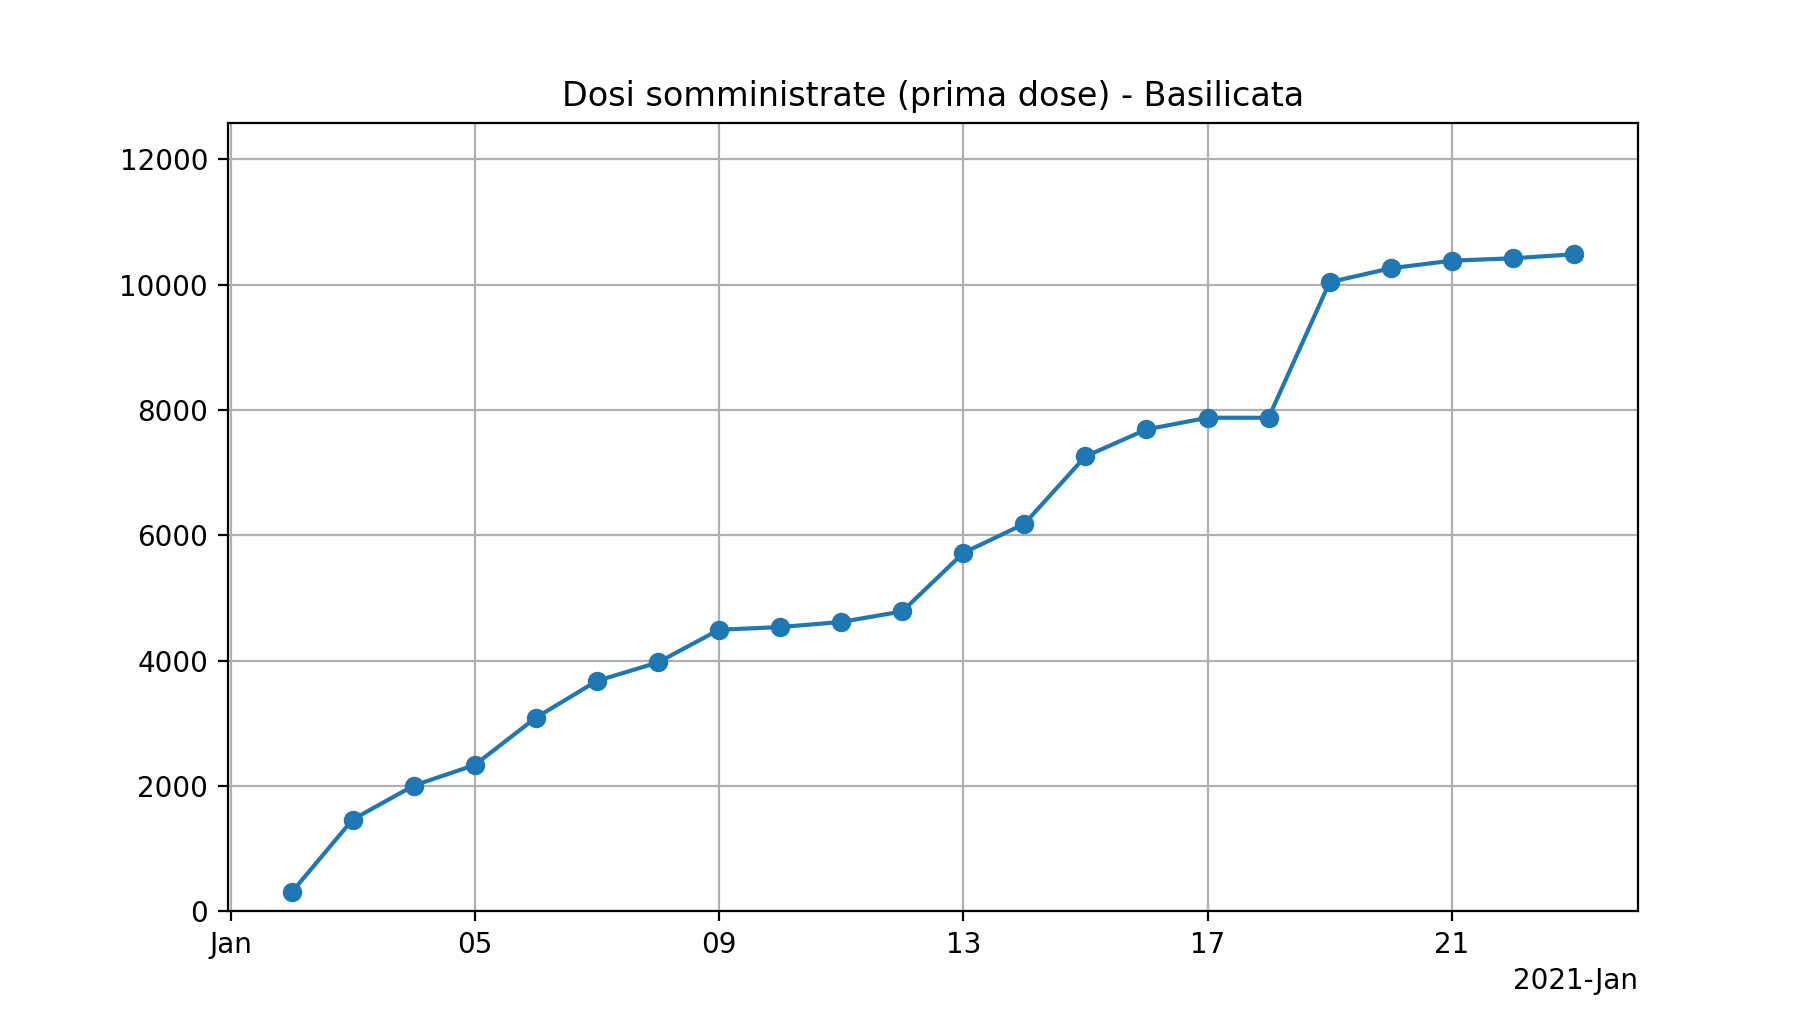 Dosi somministrate (prima dose) - Basilicata
12000
10000
8000
6000
4000
2000
0
Jan 05 09 13 17 21
2021-Jan